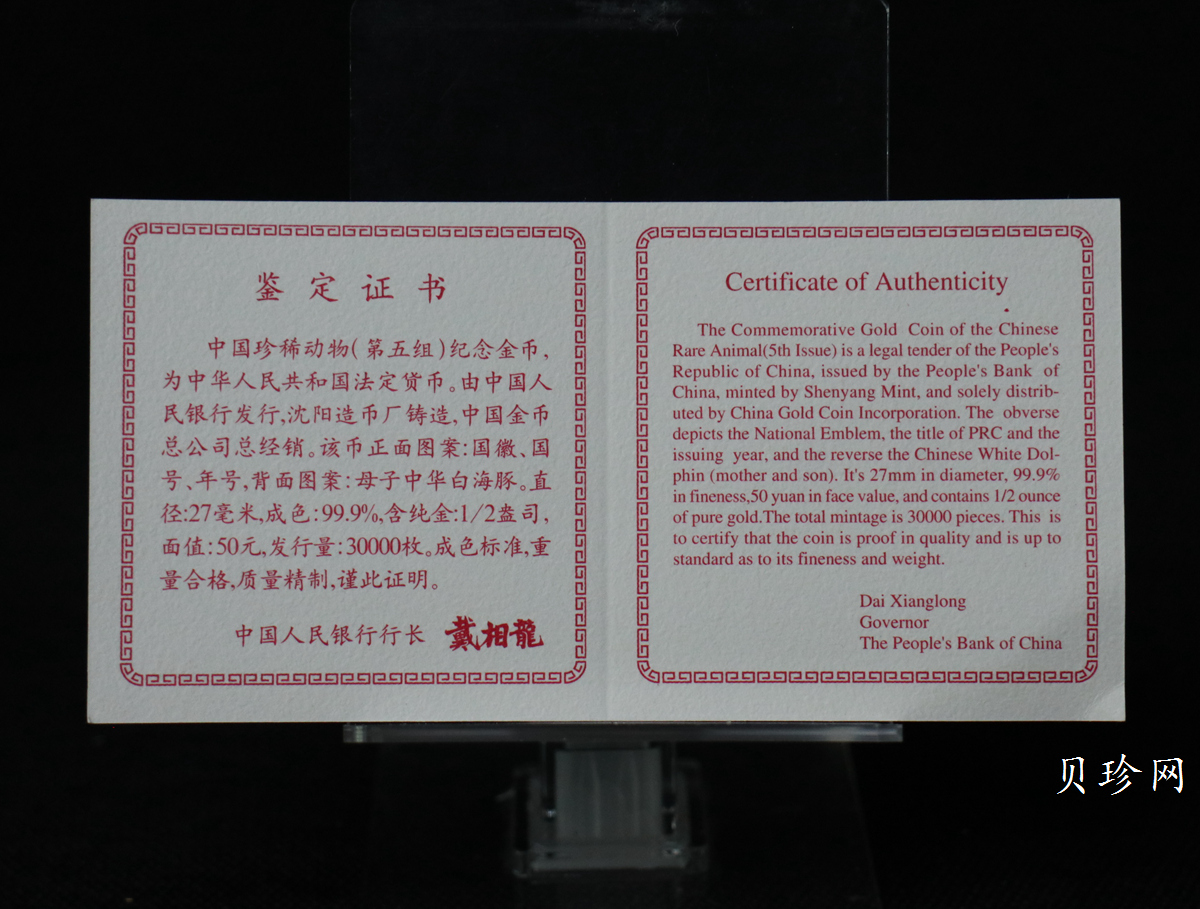 鉴定证书
中国珍稀动物(第五组)纪念金币,
为中华人民共和国法定货币。由中国人
民银行发行,沈阳造币厂铸造,中国金币
总公司总经销。该币正面图案:国徽、国
号、年号,背面图案:母子中华白海豚。直
径:27毫米,成色:99.9%,含纯金:1/2盎司,
面值:50元,发行量:30000枚。成色标准,重
量合格,质量精制,谨此证明。
中国人民银行行长 戴相龍
Certificate of Authenticity
The Commemorative Gold Coin of the Chinese
Rare Animal(5th Issue) is a legal tender of the People's
Republic of China, issued by the People's Bank of
China, minted by Shenyang Mint, and solely distrib-
uted by China Gold Coin Incorporation. The obverse
depicts the National Emblem, the title of PRC and the
issuing year, and the reverse the Chinese White Dol-
phin (mother and son). It's 27mm in diameter, 99.9%
in fineness,50 yuan in face value, and contains 1/2 ounce
of pure gold.The total mintage is 30000 pieces. This is
to certify that the coin is proof in quality and is up to
standard as to its fineness and weight.
Dai Xianglong
Governor
The People's Bank of China
贝珍网